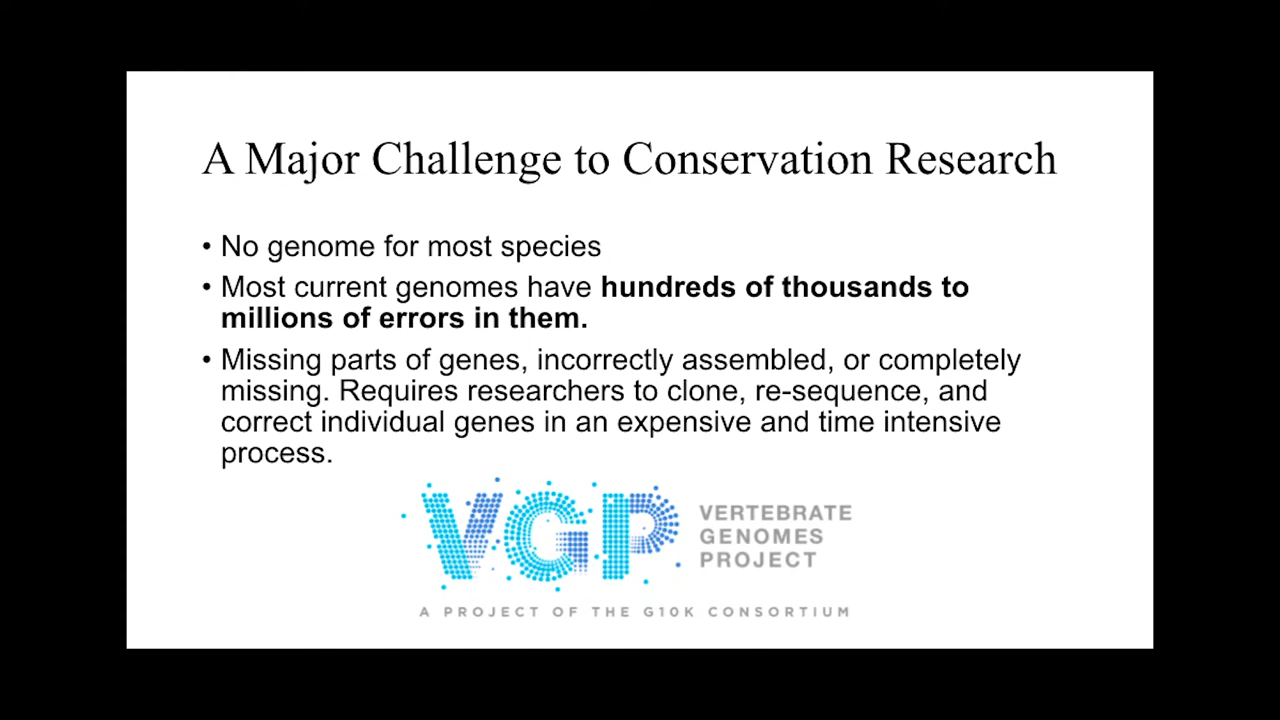 A Major Challenge to Conservation Research
• No genome for most species
• Most current genomes have hundreds of thousands to
millions of errors in them.
• Missing parts of genes, incorrectly assembled, or completely
missing. Requires researchers to clone, re-sequence, and
correct individual genes in an expensive and time intensive
process.
VGP
VERTEBRATE
GENOMES
PROJECT
A PROJECT OF THE G10K CONSORTIUM